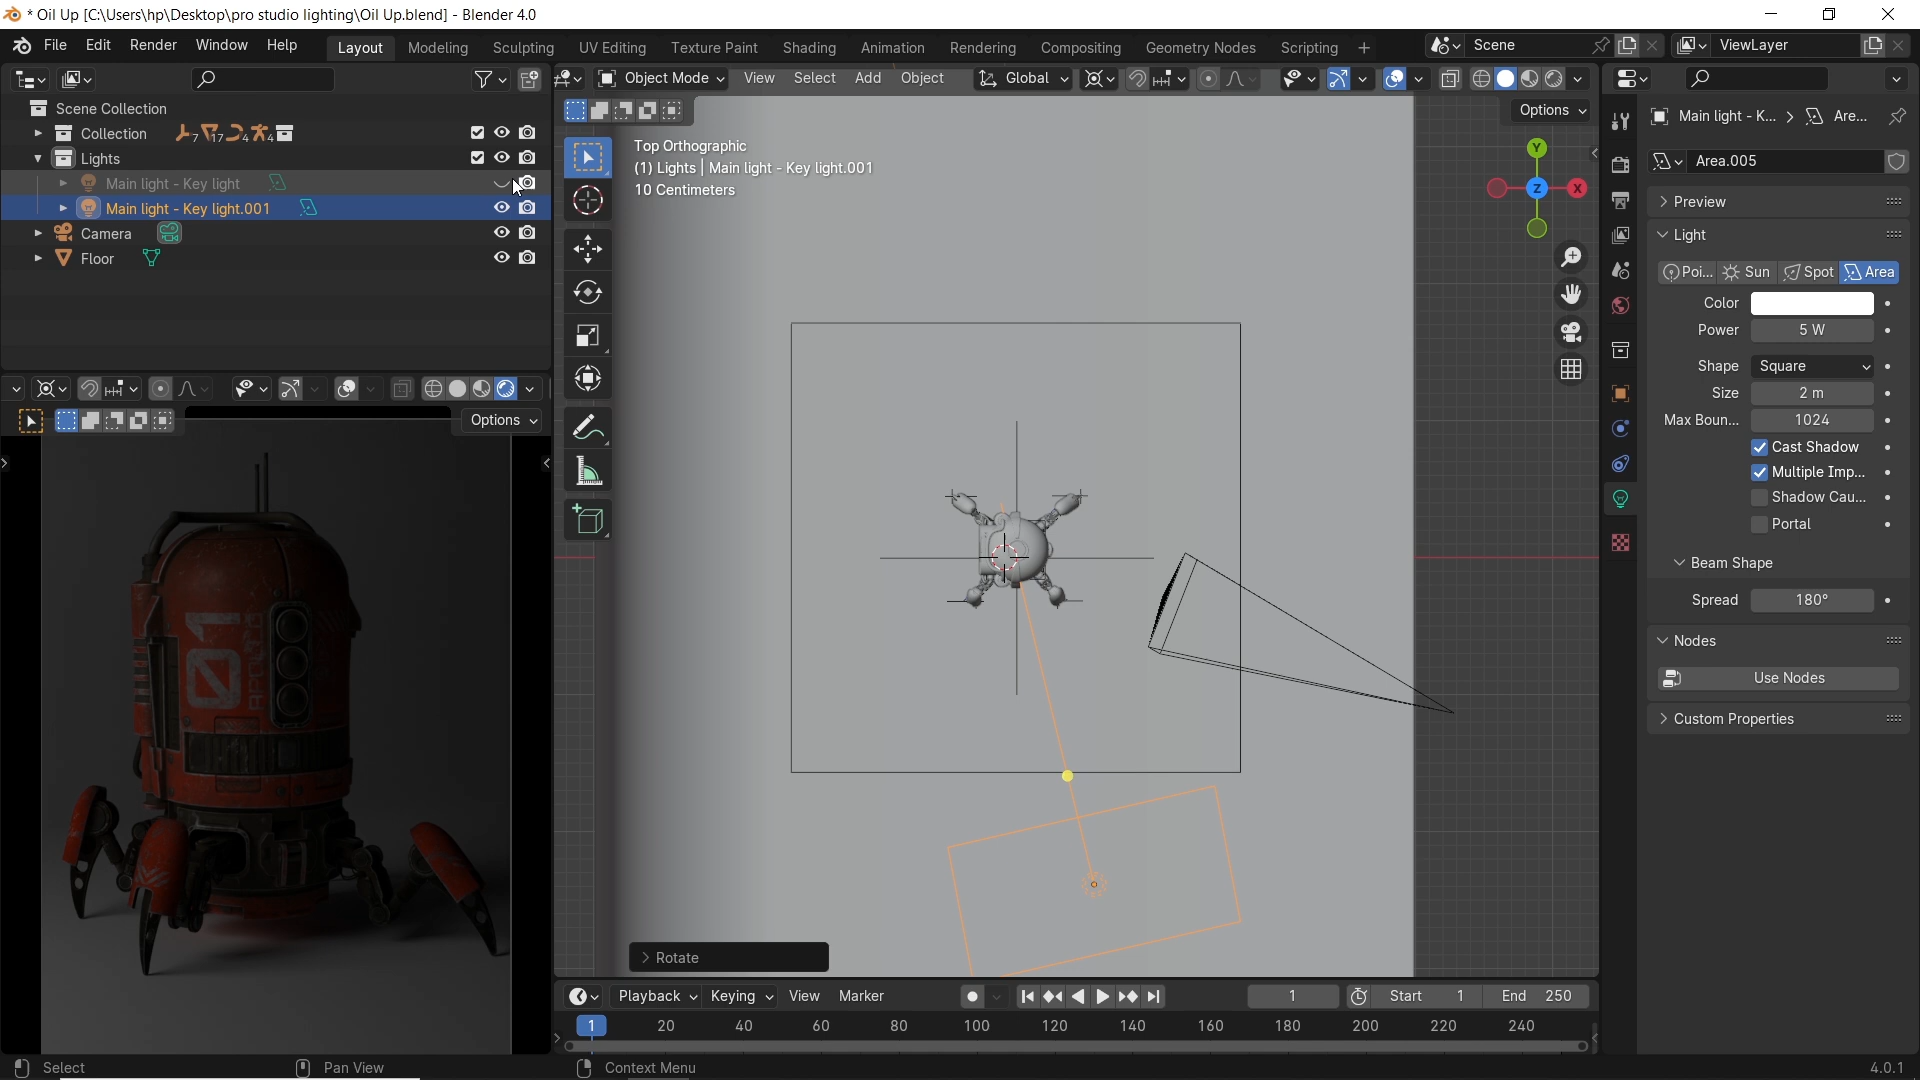 * Oil Up [C:\Users\hp\Desktop\pro studio lighting\Oil Up.blend] - Blender 4.0
File Edit Render Window Help
Layout Modeling Sculpting UV Editing Texture Paint Shading Animation Rendering Compositing Geometry Nodes Scripting
Scene
ViewLayer
Object Mode View Select Add Object
Global
Scene Collection
Collection 7 17 4 4
Lights
Main light - Key light
Main light - Key light.001
Camera
Floor
Options
Options
01
Top Orthographic
(1) Lights | Main light - Key light.001
10 Centimeters
Y
X
Z
Rotate
Main light - K... Are...
Area.005
Preview
Light
Poi... Sun Spot Area
Color
Power 5 W
Shape Square
Size 2 m
Max Boun... 1024
Cast Shadow
Multiple Imp...
Shadow Cau...
Portal
Beam Shape
Spread 180°
Nodes
Use Nodes
Custom Properties
Playback Keying View Marker
1
Start 1 End 250
1 20 40 60 80 100 120 140 160 180 200 220 240
Select
Pan View
Context Menu
4.0.1